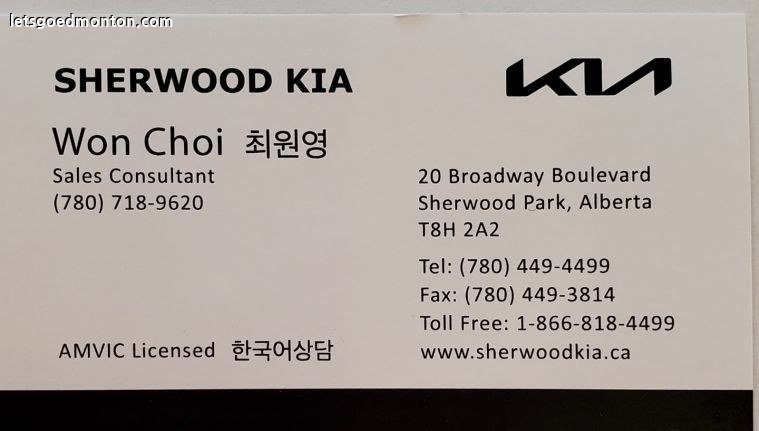 letsgoedmonton.com
SHERWOOD KIA
KIA
Won Choi 최원영
Sales Consultant
(780) 718-9620
20 Broadway Boulevard
Sherwood Park, Alberta
T8H 2A2
Tel: (780) 449-4499
Fax: (780) 449-3814
Toll Free: 1-866-818-4499
www.sherwoodkia.ca
AMVIC Licensed 한국어상담